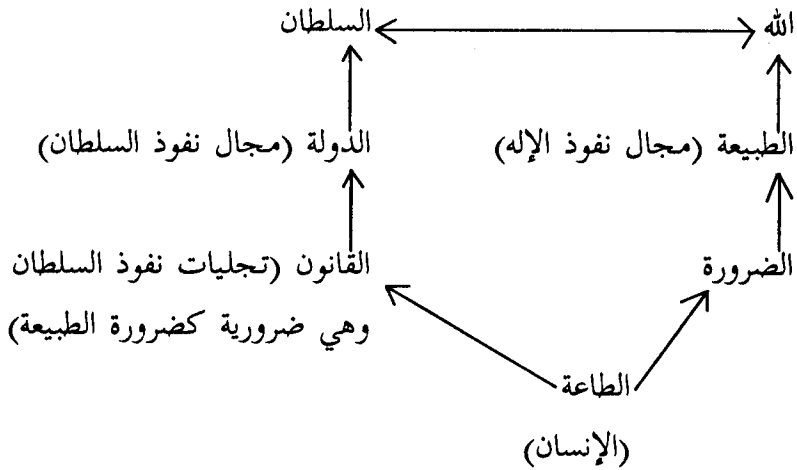 الله السلطان
الطبيعة (مجال نفوذ الإله) الدولة (مجال نفوذ السلطان)
الضرورة القانون (تجليات نفوذ السلطان
وهي ضرورية كضرورة الطبيعة)
الطاعة
(الإنسان)